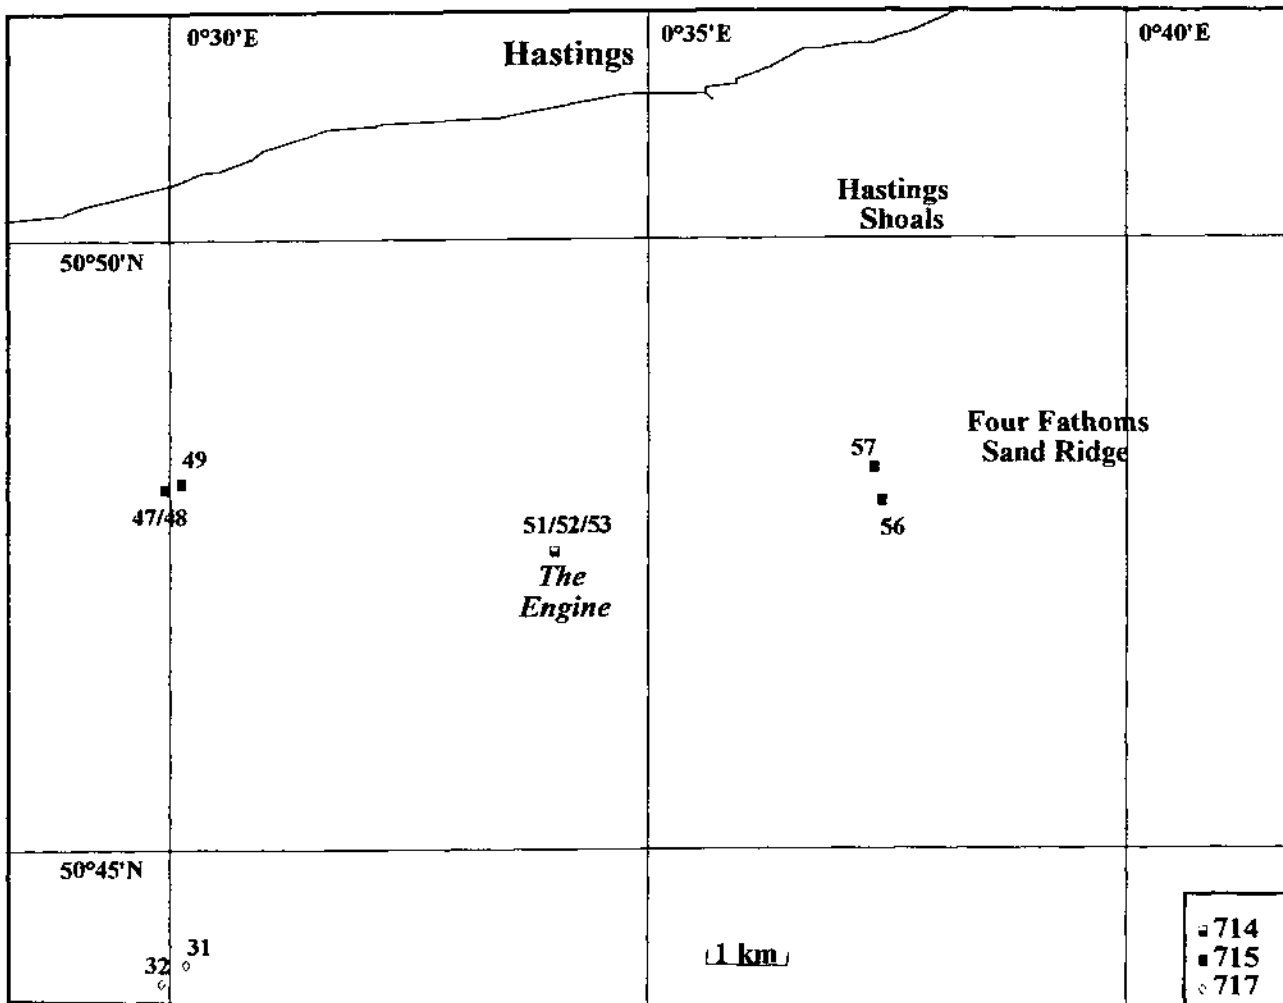 0°30'E
Hastings
0°35'E
0°40'E
Hastings
Shoals
50°50'N
Four Fathoms
Sand Ridge
57
49
47/48
51/52/53
56
The
Engine
50°45'N
31
32
1 km
714
715
717